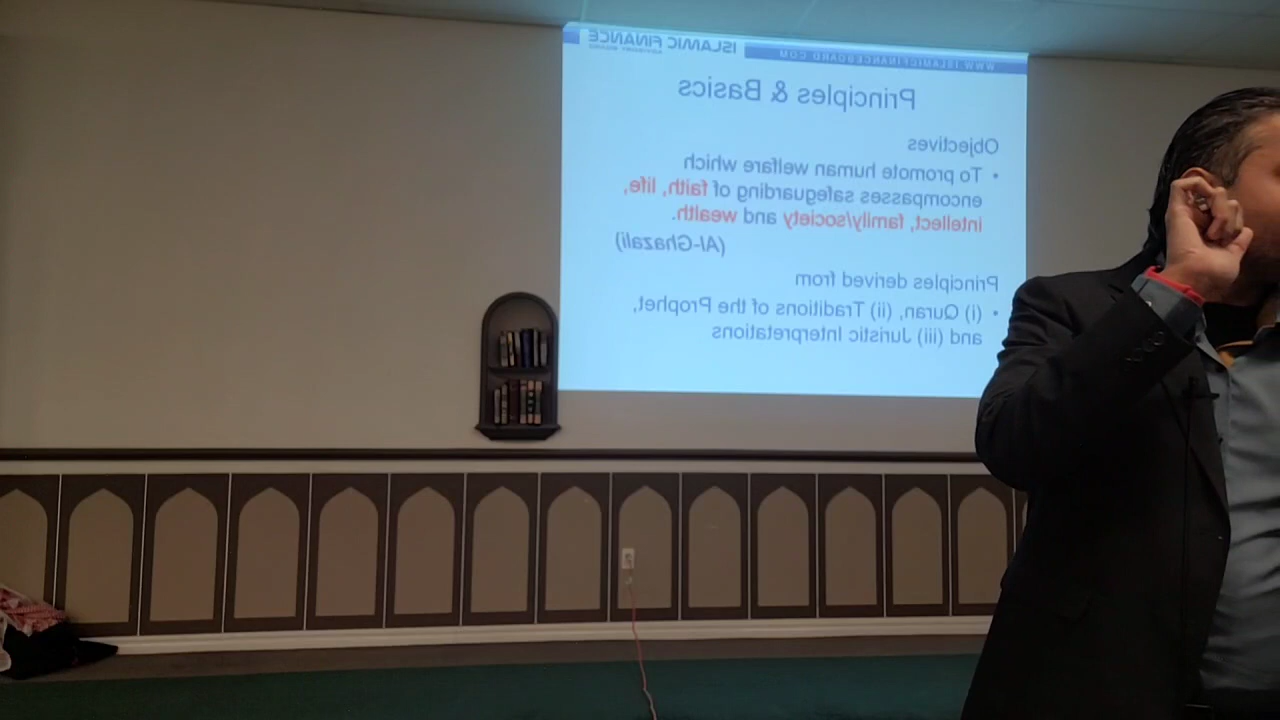 ISLAMIC FINANCE
ADVISORY BOARD
WWW.ISLAMICFINANCEBOARD.COM
Principles & Basics
Objectives
• To promote human welfare which
encompasses safeguarding of faith, life,
intellect, family/society and wealth.
(Al-Ghazali)
Principles derived from
• (i) Quran, (ii) Traditions of the Prophet,
and (iii) Juristic Interpretations